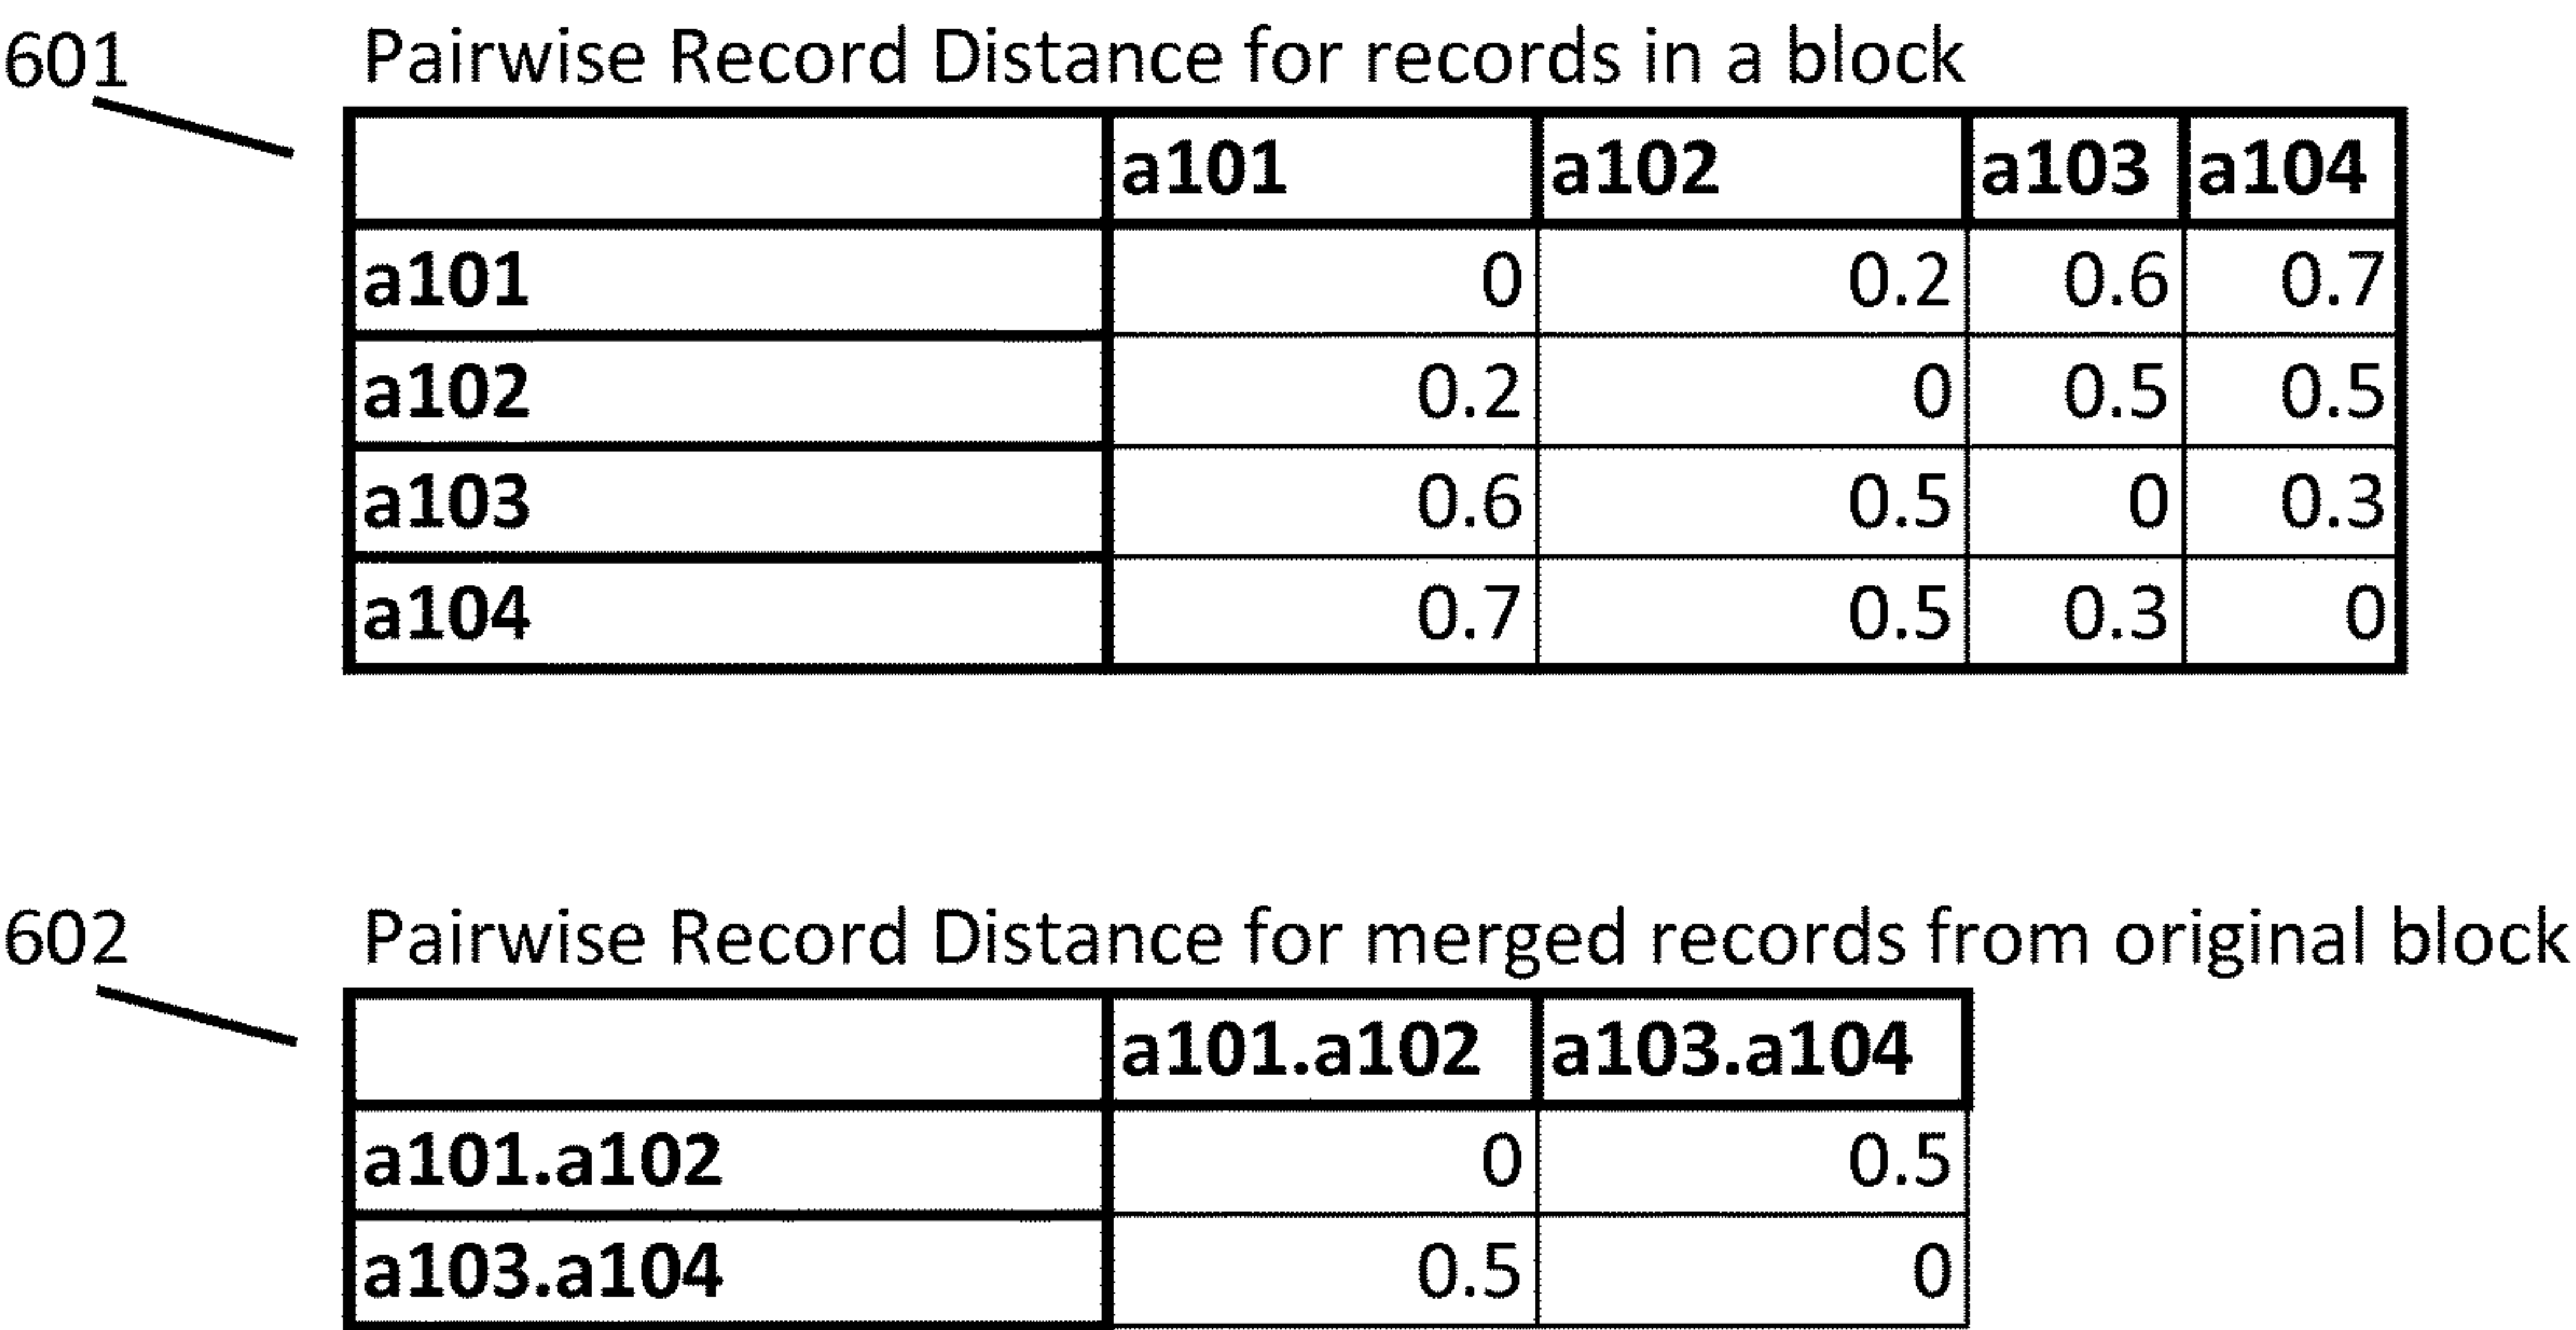 601 Pairwise Record Distance for records in a block
a101 a102 a103 a104
a101 0 0.2 0.6 0.7
a102 0.2 0 0.5 0.5
a103 0.6 0.5 0 0.3
a104 0.7 0.5 0.3 0
602 Pairwise Record Distance for merged records from original block
a101.a102 a103.a104
a101.a102 0 0.5
a103.a104 0.5 0